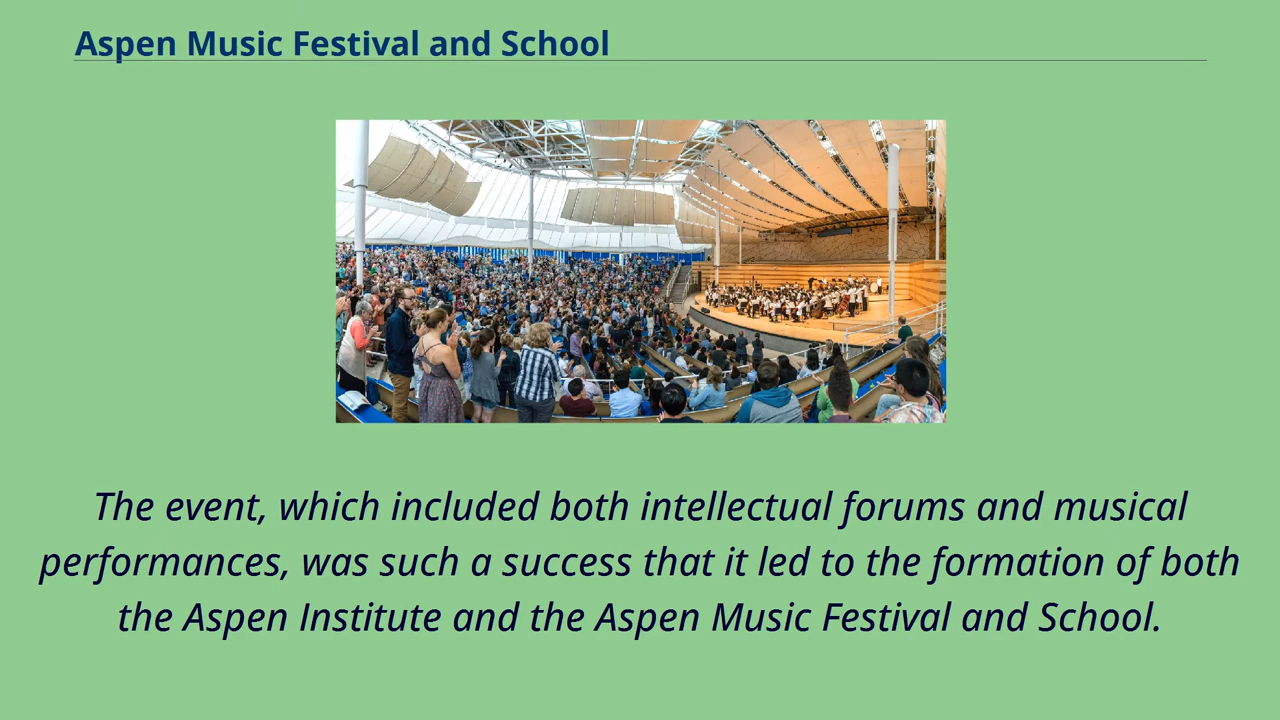 Aspen Music Festival and School
The event, which included both intellectual forums and musical
performances, was such a success that it led to the formation of both
the Aspen Institute and the Aspen Music Festival and School.